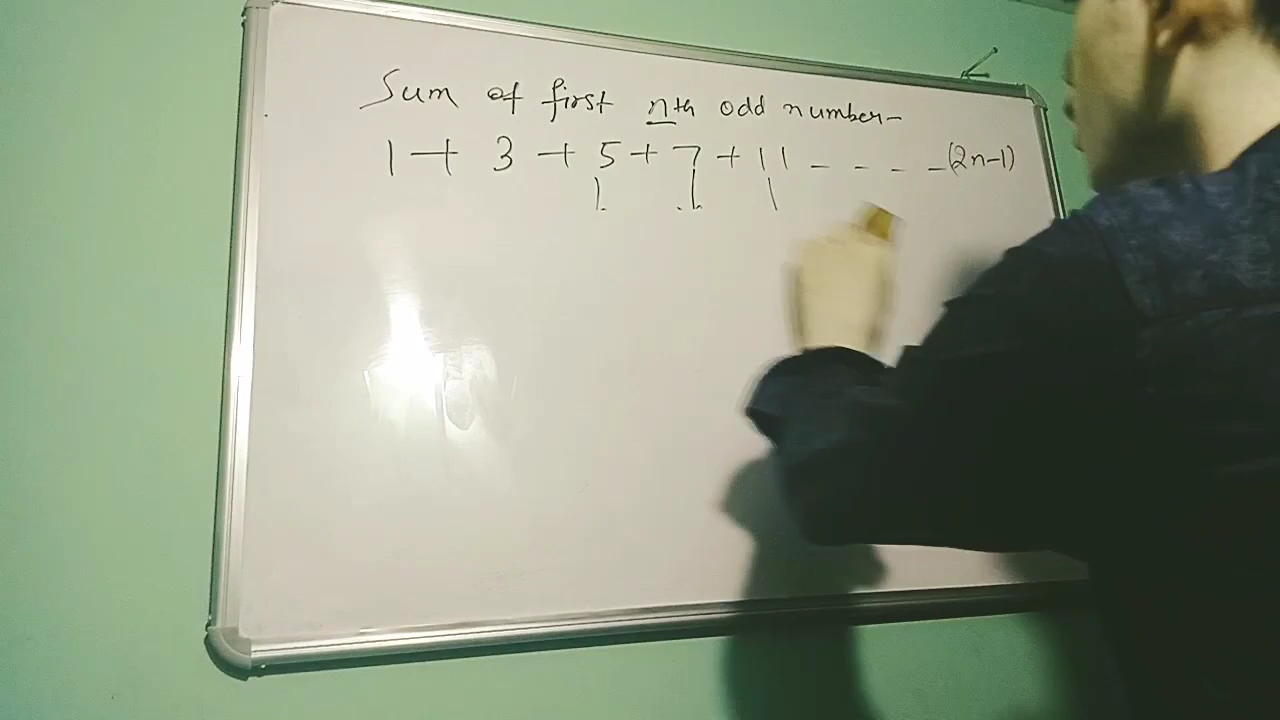 Sum of first nth odd number-
1 + 3 + 5 + 7 + 11 - - - - (2n-1)